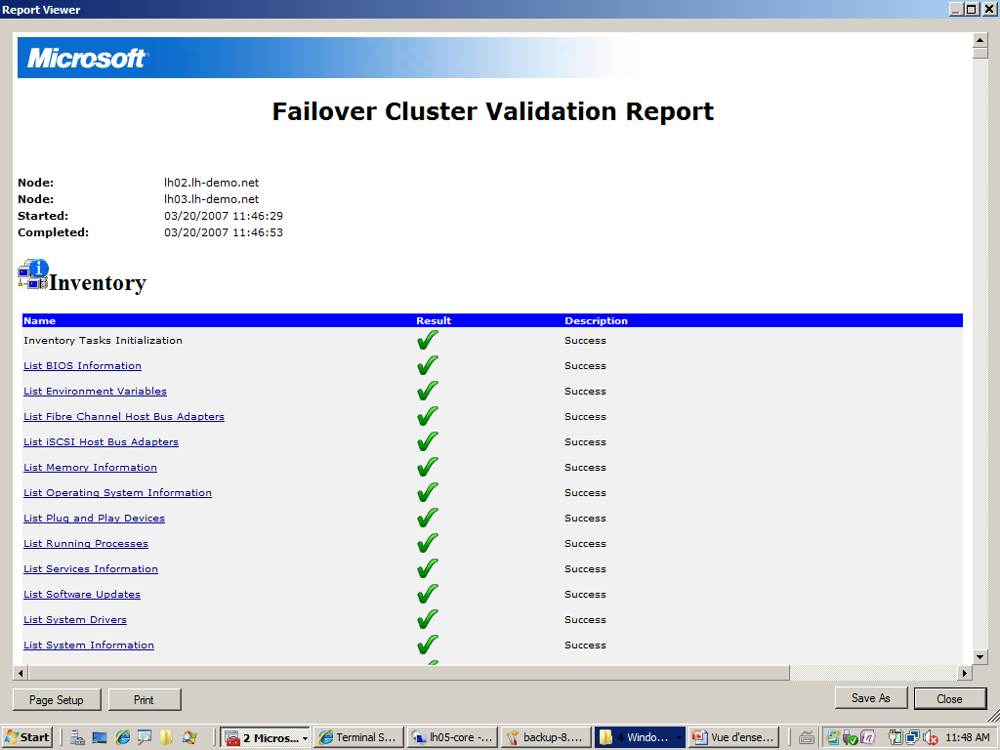 Report Viewer
Microsoft
Failover Cluster Validation Report
Node: lh02.lh-demo.net
Node: lh03.lh-demo.net
Started: 03/20/2007 11:46:29
Completed: 03/20/2007 11:46:53
Inventory
Name Result Description
Inventory Tasks Initialization Success
List BIOS Information Success
List Environment Variables Success
List Fibre Channel Host Bus Adapters Success
List iSCSI Host Bus Adapters Success
List Memory Information Success
List Operating System Information Success
List Plug and Play Devices Success
List Running Processes Success
List Services Information Success
List Software Updates Success
List System Drivers Success
List System Information Success
Page Setup Print Save As Close
Start 2 Micros... Terminal S... lh05-core -... backup-8.... 4 Windo... Vue d'ense... 11:48 AM